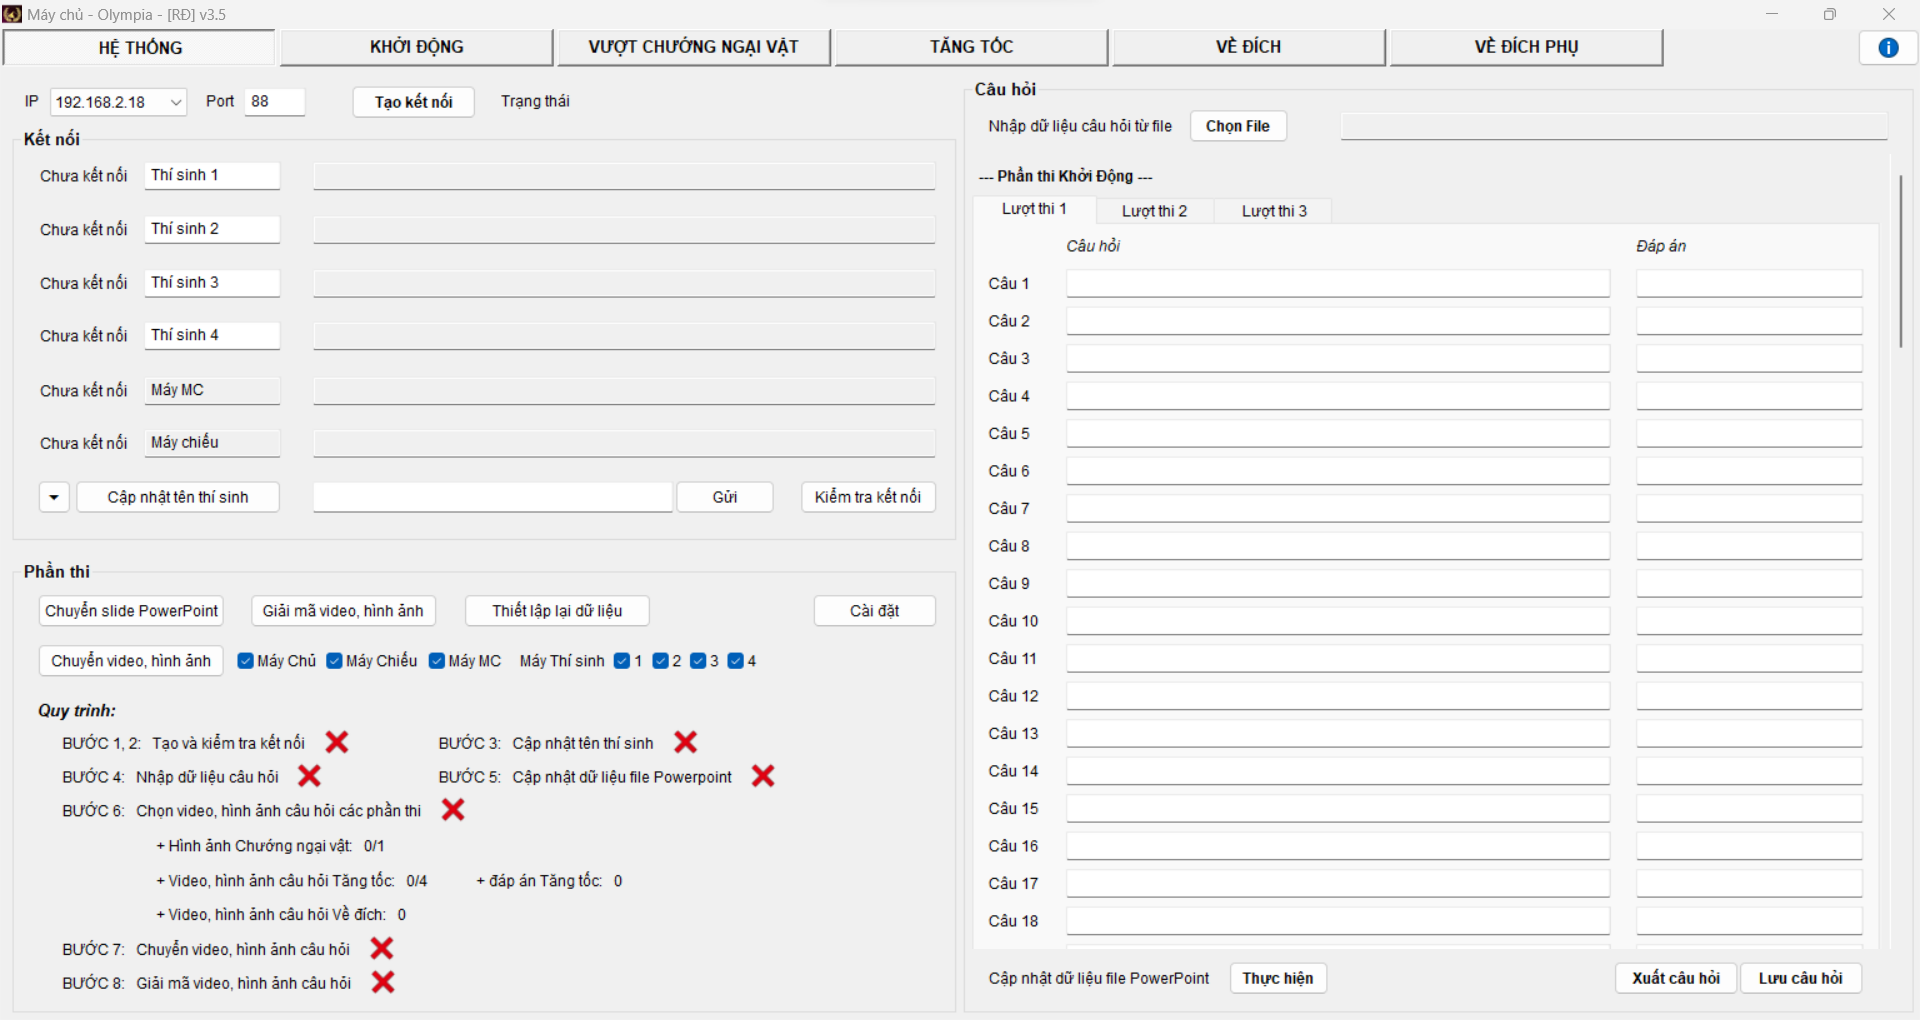 Máy chủ - Olympia - [RĐ] v3.5
HỆ THỐNG
KHỞI ĐỘNG
VƯỢT CHƯỚNG NGẠI VẬT
TĂNG TỐC
VỀ ĐÍCH
VỀ ĐÍCH PHỤ
IP 192.168.2.18 Port 88 Tạo kết nối Trạng thái
Kết nối
Chưa kết nối Thí sinh 1
Chưa kết nối Thí sinh 2
Chưa kết nối Thí sinh 3
Chưa kết nối Thí sinh 4
Chưa kết nối Máy MC
Chưa kết nối Máy chiếu
Cập nhật tên thí sinh Gửi Kiểm tra kết nối
Phần thi
Chuyển slide PowerPoint Giải mã video, hình ảnh Thiết lập lại dữ liệu Cài đặt
Chuyển video, hình ảnh Máy Chủ Máy Chiếu Máy MC Máy Thí sinh 1 2 3 4
Quy trình:
BƯỚC 1, 2: Tạo và kiểm tra kết nối BƯỚC 3: Cập nhật tên thí sinh
BƯỚC 4: Nhập dữ liệu câu hỏi BƯỚC 5: Cập nhật dữ liệu file Powerpoint
BƯỚC 6: Chọn video, hình ảnh câu hỏi các phần thi
+ Hình ảnh Chướng ngại vật: 0/1
+ Video, hình ảnh câu hỏi Tăng tốc: 0/4 + đáp án Tăng tốc: 0
+ Video, hình ảnh câu hỏi Về đích: 0
BƯỚC 7: Chuyển video, hình ảnh câu hỏi
BƯỚC 8: Giải mã video, hình ảnh câu hỏi
Câu hỏi
Nhập dữ liệu câu hỏi từ file Chọn File
--- Phần thi Khởi Động ---
Lượt thi 1 Lượt thi 2 Lượt thi 3
Câu hỏi Đáp án
Câu 1
Câu 2
Câu 3
Câu 4
Câu 5
Câu 6
Câu 7
Câu 8
Câu 9
Câu 10
Câu 11
Câu 12
Câu 13
Câu 14
Câu 15
Câu 16
Câu 17
Câu 18
Cập nhật dữ liệu file PowerPoint Thực hiện Xuất câu hỏi Lưu câu hỏi